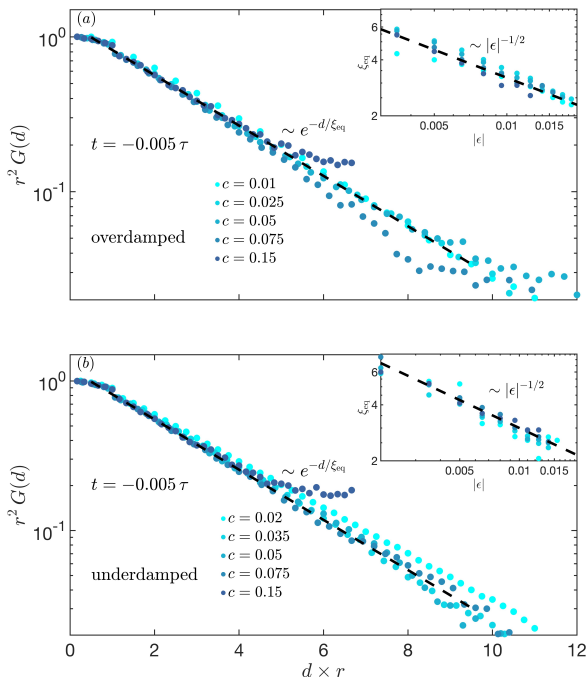 (a)
10^0
10^{-1}
r^2 G(d)
t = −0.005 τ
overdamped
∼ e^{-d/ξ_eq}
c = 0.01
c = 0.025
c = 0.05
c = 0.075
c = 0.15
6
4
2
ξ_eq
∼ |ϵ|^{-1/2}
0.005 0.01 0.015
|ϵ|
(b)
10^0
10^{-1}
r^2 G(d)
t = −0.005 τ
underdamped
∼ e^{-d/ξ_eq}
c = 0.02
c = 0.035
c = 0.05
c = 0.075
c = 0.15
6
4
2
ξ_eq
∼ |ϵ|^{-1/2}
0.005 0.01 0.015
|ϵ|
0 2 4 6 8 10 12
d × r